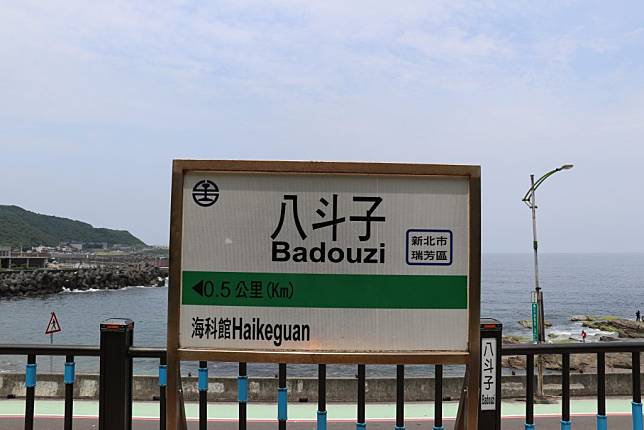 八斗子
Badouzi
新北市
瑞芳區
◀0.5公里(Km)
海科館Haikeguan
八斗子
Badouzi